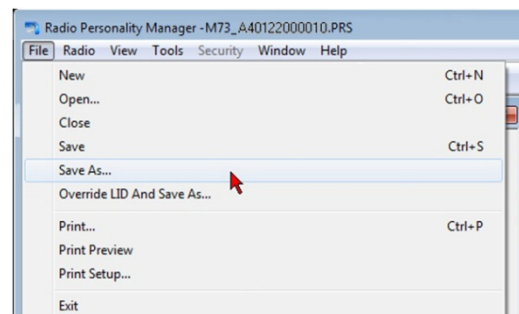 Radio Personality Manager -M73_A40122000010.PRS
File Radio View Tools Security Window Help
New Ctrl+N
Open... Ctrl+O
Close
Save Ctrl+S
Save As...
Override LID And Save As...
Print... Ctrl+P
Print Preview
Print Setup...
Exit